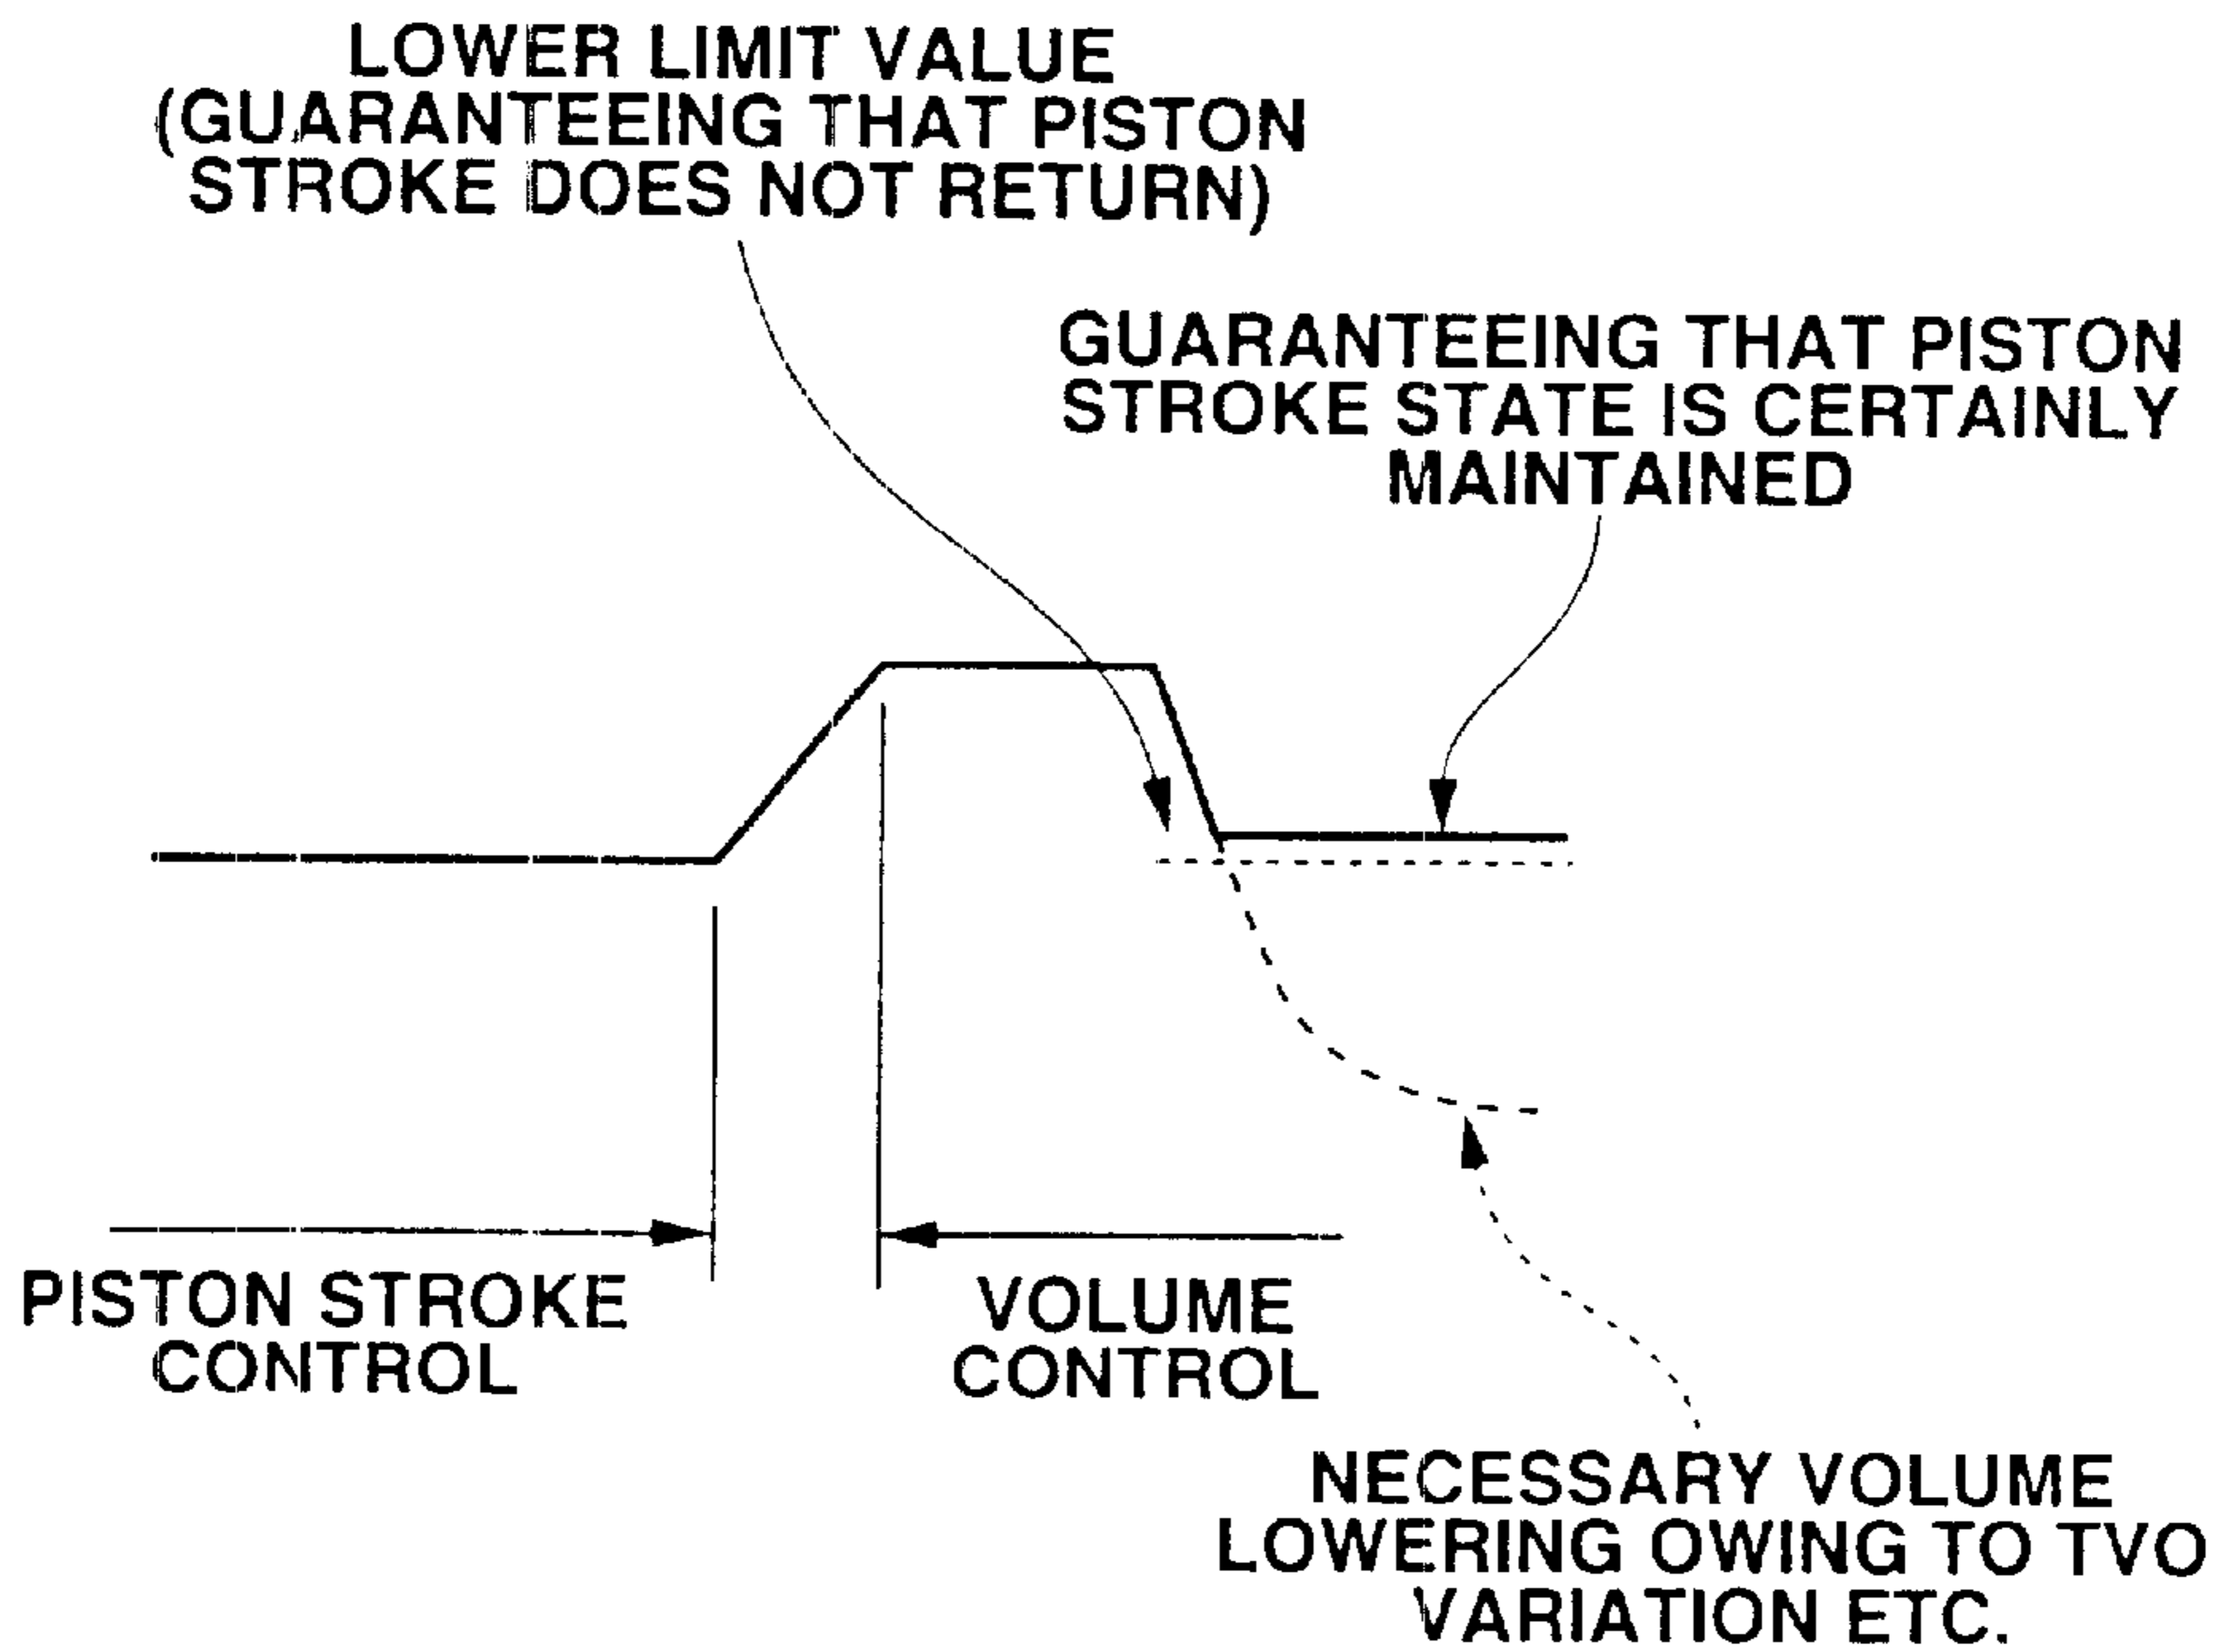 LOWER LIMIT VALUE
(GUARANTEEING THAT PISTON
STROKE DOES NOT RETURN)
GUARANTEEING THAT PISTON
STROKE STATE IS CERTAINLY
MAINTAINED
PISTON STROKE
CONTROL
VOLUME
CONTROL
NECESSARY VOLUME
LOWERING OWING TO TVO
VARIATION ETC.